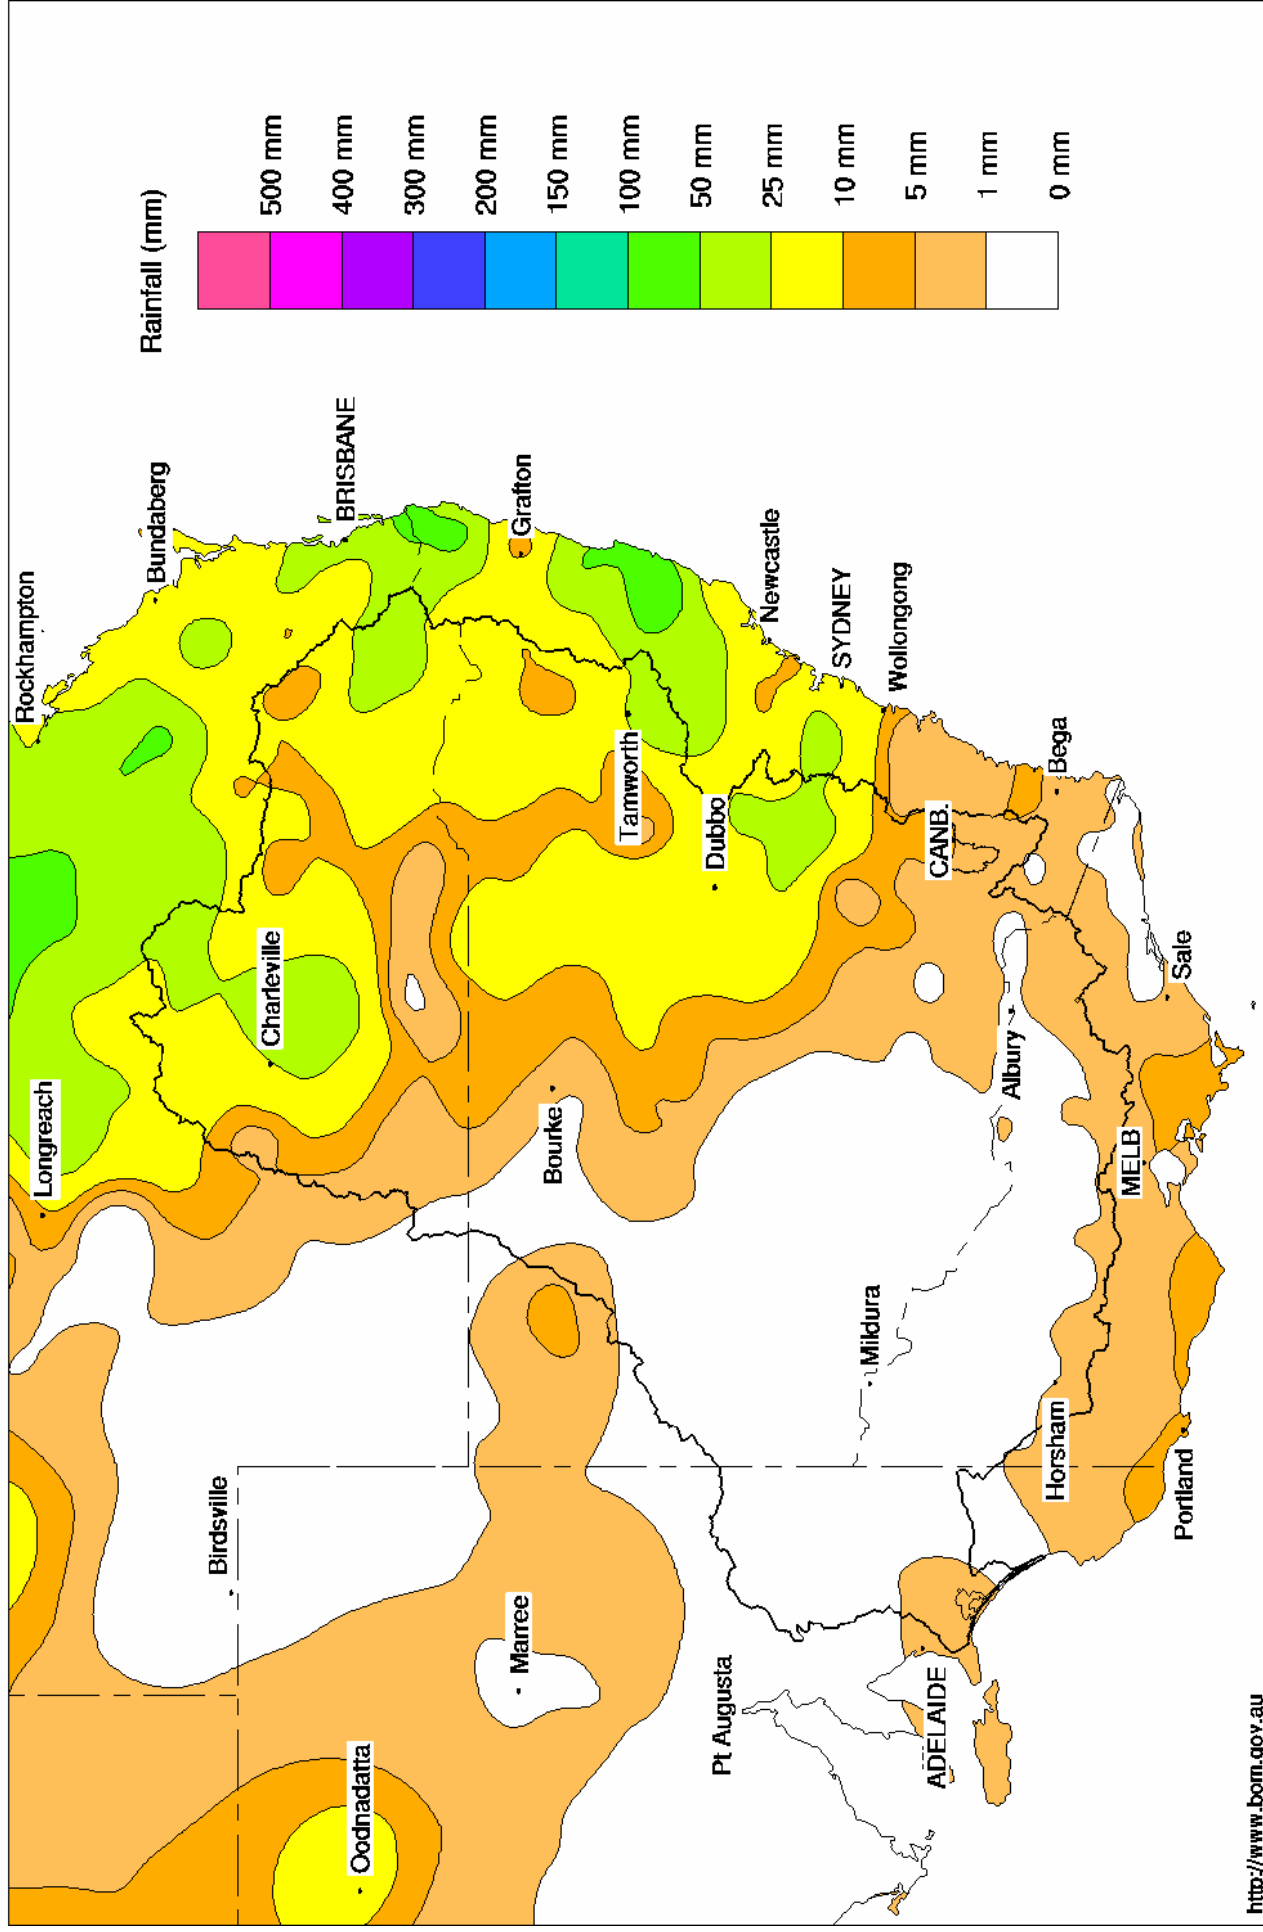 Rainfall (mm)
500 mm
400 mm
300 mm
200 mm
150 mm
100 mm
50 mm
25 mm
10 mm
5 mm
1 mm
0 mm
Rockhampton
Longreach
Bundaberg
Birdsville
Charleville
BRISBANE
Oodnadatta
Marree
Grafton
Bourke
Tamworth
Pt Augusta
Dubbo
Newcastle
SYDNEY
Mildura
Wollongong
ADELAIDE
CANB.
Albury
Bega
Horsham
MELB
Sale
Portland
http://www.bom.gov.au